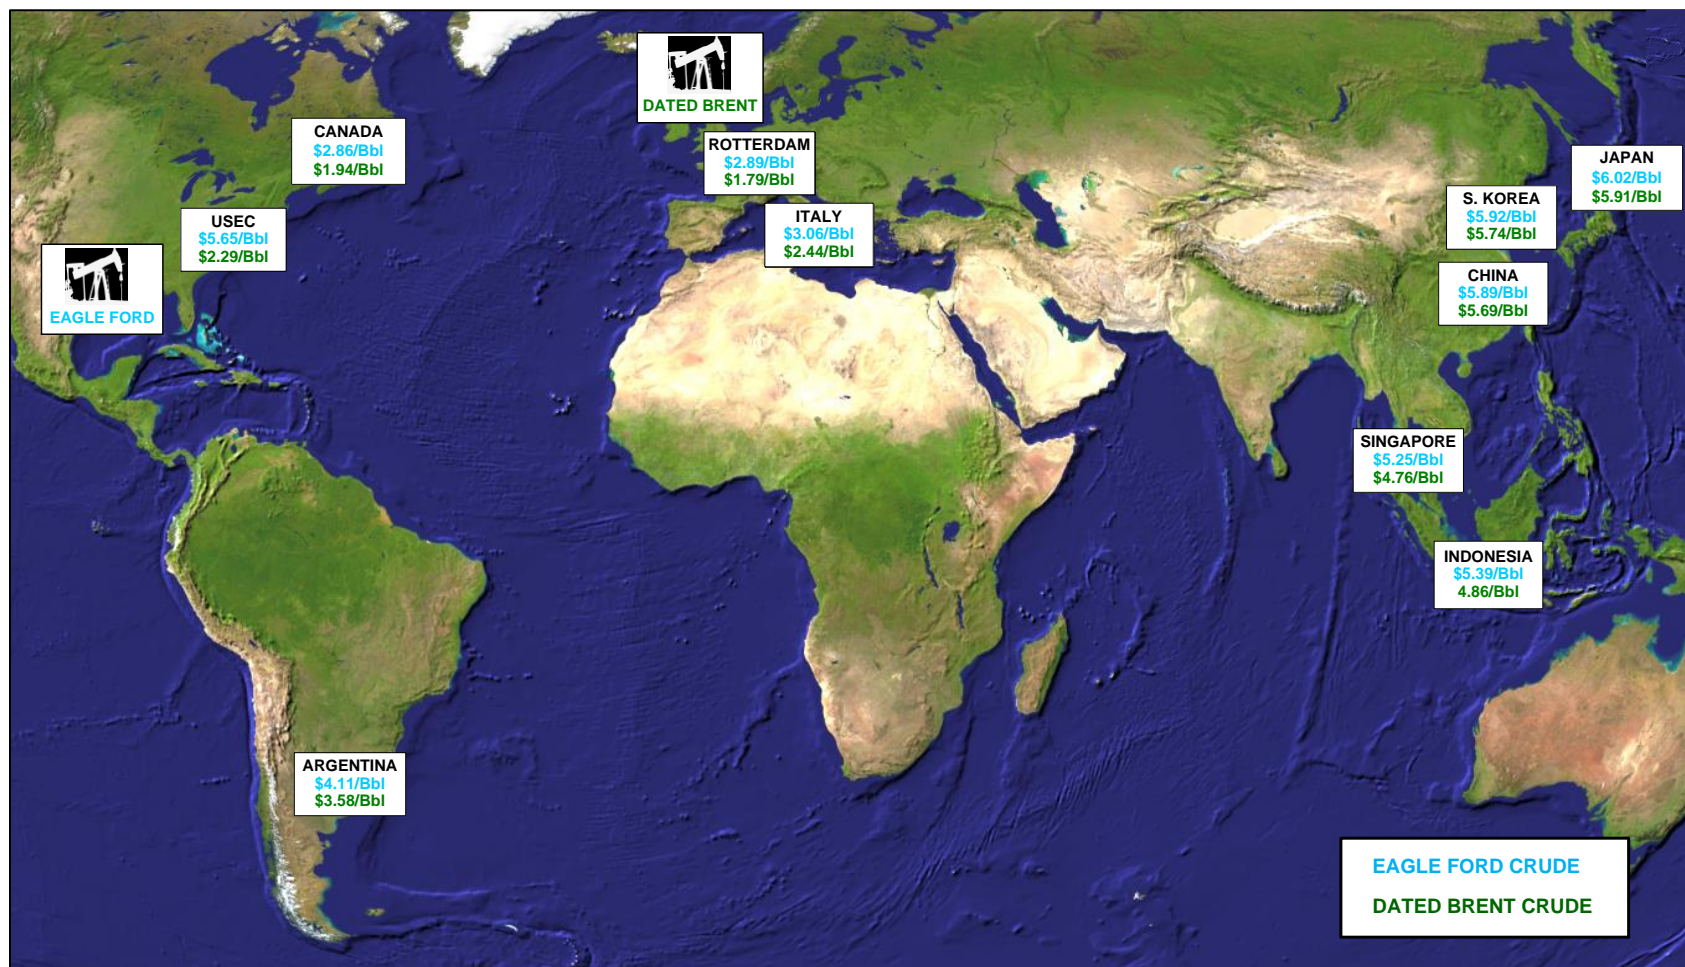 DATED BRENT
CANADA
$2.86/Bbl
$1.94/Bbl
ROTTERDAM
$2.89/Bbl
$1.79/Bbl
JAPAN
$6.02/Bbl
$5.91/Bbl
S. KOREA
$5.92/Bbl
$5.74/Bbl
USEC
$5.65/Bbl
$2.29/Bbl
ITALY
$3.06/Bbl
$2.44/Bbl
EAGLE FORD
CHINA
$5.89/Bbl
$5.69/Bbl
SINGAPORE
$5.25/Bbl
$4.76/Bbl
INDONESIA
$5.39/Bbl
4.86/Bbl
ARGENTINA
$4.11/Bbl
$3.58/Bbl
EAGLE FORD CRUDE
DATED BRENT CRUDE